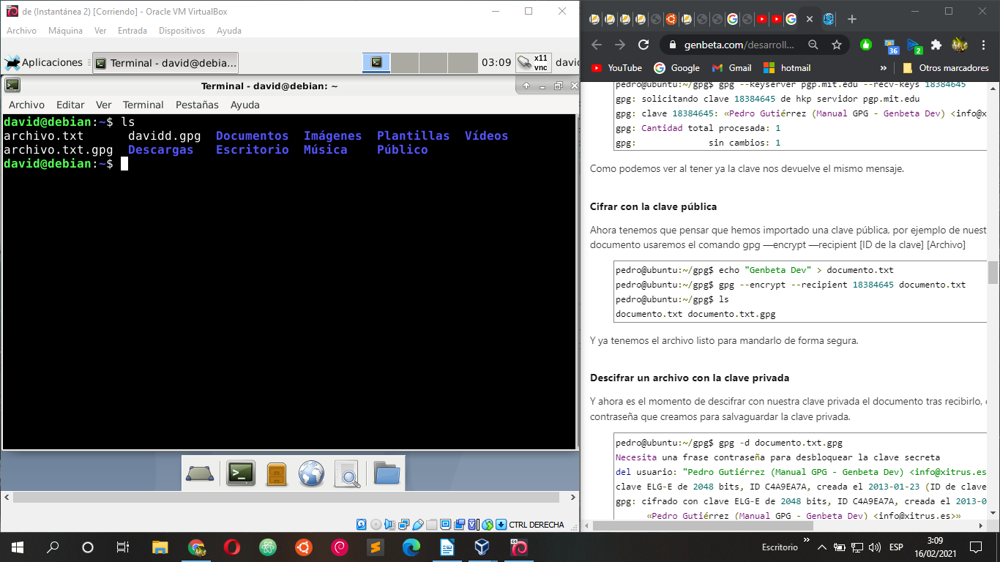 de (Instantánea 2) [Corriendo] - Oracle VM VirtualBox
Archivo Máquina Ver Entrada Dispositivos Ayuda
Aplicaciones Terminal - david@debia... 03:09 x11 vnc david
Terminal - david@debian: ~
Archivo Editar Ver Terminal Pestañas Ayuda
david@debian:~$ ls
archivo.txt davidd.gpg Documentos Imágenes Plantillas Vídeos
archivo.txt.gpg Descargas Escritorio Música Público
david@debian:~$
CTRL DERECHA
genbeta.com/desarroll...
36
2
YouTube Google Gmail hotmail » Otros marcadores
pedro@ubuntu:~/gpg$ gpg --keyserver pgp.mit.edu --recv-keys 18384645
gpg: solicitando clave 18384645 de hkp servidor pgp.mit.edu
gpg: clave 18384645: «Pedro Gutiérrez (Manual GPG - Genbeta Dev) <info@x
gpg: Cantidad total procesada: 1
gpg: sin cambios: 1
Como podemos ver al tener ya la clave nos devuelve el mismo mensaje.
Cifrar con la clave pública
Ahora tenemos que pensar que hemos importado una clave pública, por ejemplo de nuest
documento usaremos el comando gpg —encrypt —recipient [ID de la clave] [Archivo]
pedro@ubuntu:~/gpg$ echo "Genbeta Dev" > documento.txt
pedro@ubuntu:~/gpg$ gpg --encrypt --recipient 18384645 documento.txt
pedro@ubuntu:~/gpg$ ls
documento.txt documento.txt.gpg
Y ya tenemos el archivo listo para mandarlo de forma segura.
Descifrar un archivo con la clave privada
Y ahora es el momento de descifrar con nuestra clave privada el documento tras recibirlo,
contraseña que creamos para salvaguardar la clave privada.
pedro@ubuntu:~/gpg$ gpg -d documento.txt.gpg
Necesita una frase contraseña para desbloquear la clave secreta
del usuario: "Pedro Gutiérrez (Manual GPG - Genbeta Dev) <info@xitrus.es
clave ELG-E de 2048 bits, ID C4A9EA7A, creada el 2013-01-23 (ID de clave
gpg: cifrado con clave ELG-E de 2048 bits, ID C4A9EA7A, creada el 2013-0
«Pedro Gutiérrez (Manual GPG - Genbeta Dev) <info@xitrus.es>»
Escritorio » ESP 3:09
16/02/2021